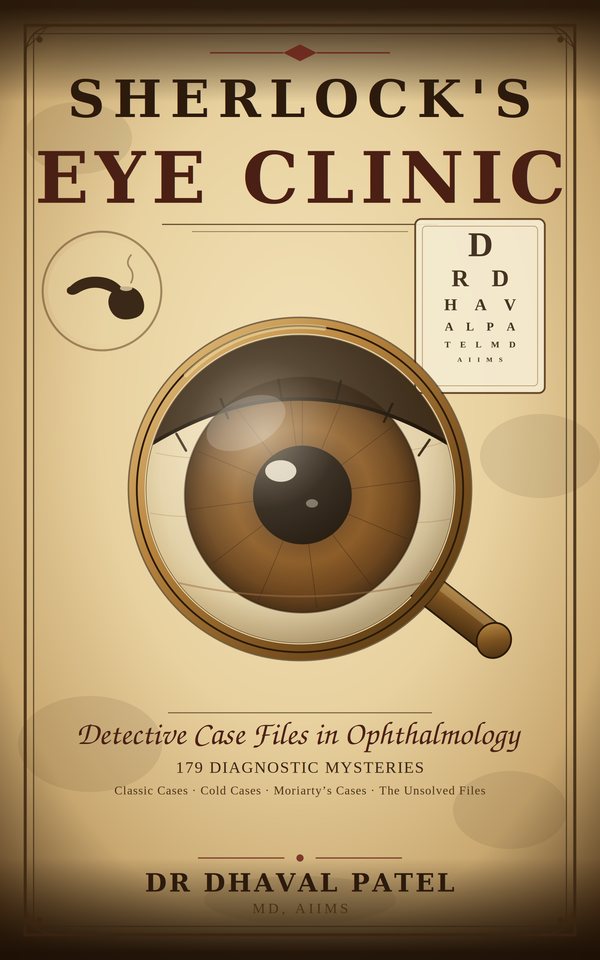 SHERLOCK'S
EYE CLINIC
D
R D
H A V
A L P A
T E L M D
A I I M S
Detective Case Files in Ophthalmology
179 DIAGNOSTIC MYSTERIES
Classic Cases · Cold Cases · Moriarty’s Cases · The Unsolved Files
DR DHAVAL PATEL
MD, AIIMS